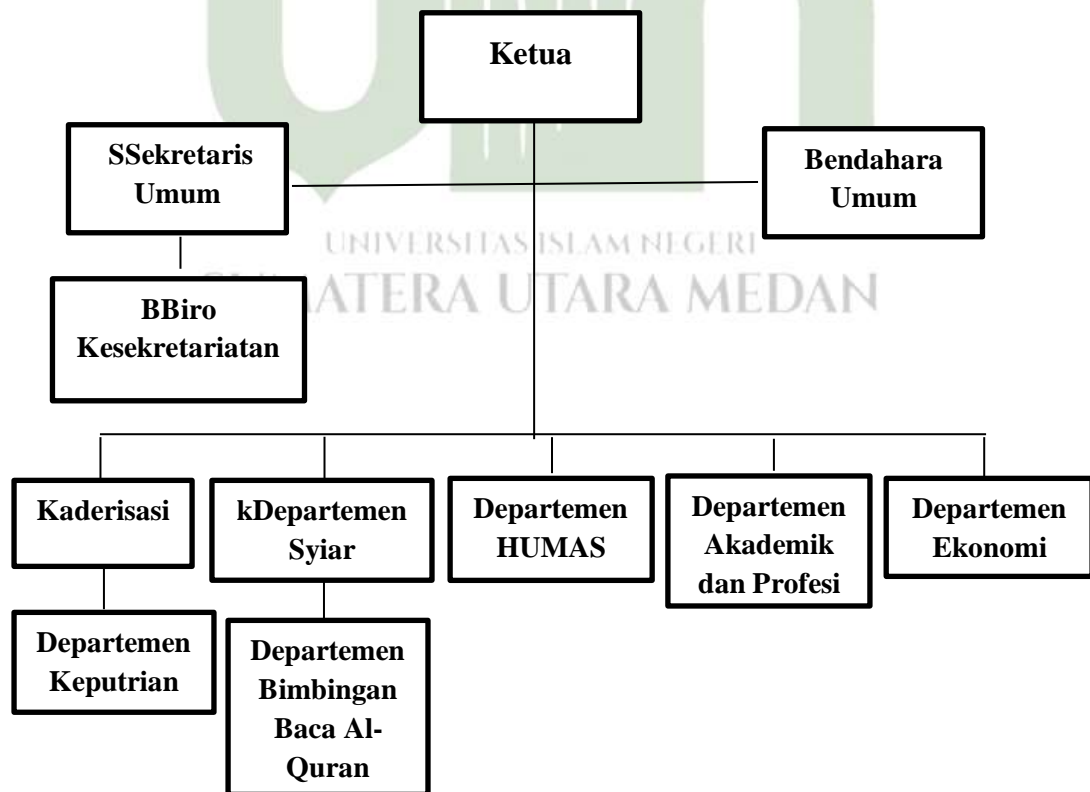 Ketua
SSekretaris
Umum
Bendahara
Umum
UNIVERSITAS ISLAM NEGERI
ATERA UTARA MEDAN
BBiro
Kesekretariatan
Kaderisasi
kDepartemen
Syiar
Departemen
HUMAS
Departemen
Akademik
dan Profesi
Departemen
Ekonomi
Departemen
Keputrian
Departemen
Bimbingan
Baca Al-
Quran